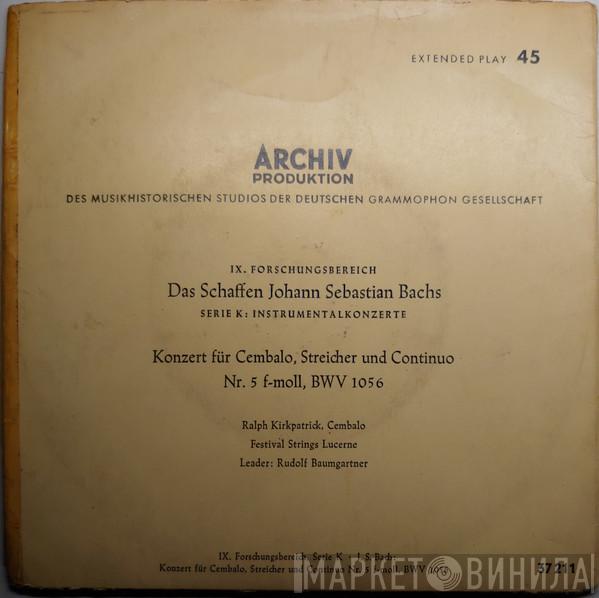 EXTENDED PLAY 45
ARCHIV
PRODUKTION
DES MUSIKHISTORISCHEN STUDIOS DER DEUTSCHEN GRAMMOPHON GESELLSCHAFT
IX. FORSCHUNGSBEREICH
Das Schaffen Johann Sebastian Bachs
SERIE K: INSTRUMENTALKONZERTE
Konzert für Cembalo, Streicher und Continuo
Nr. 5 f-moll, BWV 1056
Ralph Kirkpatrick, Cembalo
Festival Strings Lucerne
Leader: Rudolf Baumgartner
IX. Forschungsbereich, Serie K · J. S. Bach:
Konzert für Cembalo, Streicher und Continuo Nr. 5 f-moll, BWV 1056
37 211
МАРКЕТ ВИНИЛА